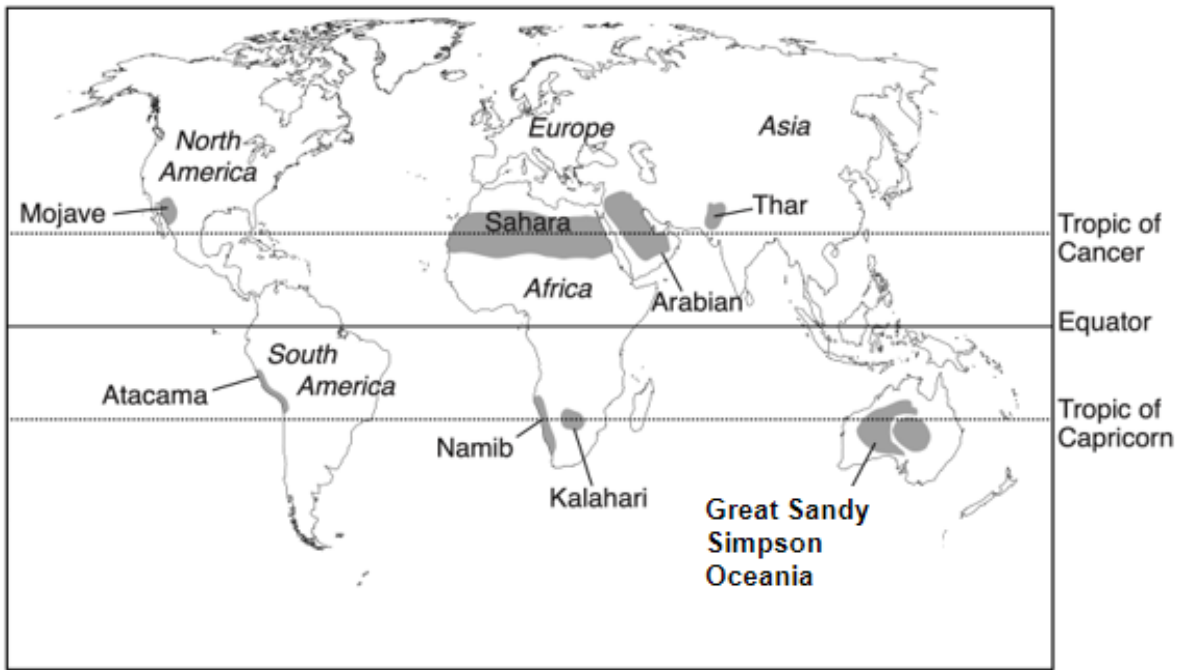 North
America
Europe
Asia
Mojave
Sahara
Thar
Tropic of
Cancer
Africa
Arabian
Equator
South
America
Atacama
Tropic of
Capricorn
Namib
Kalahari
Great Sandy
Simpson
Oceania